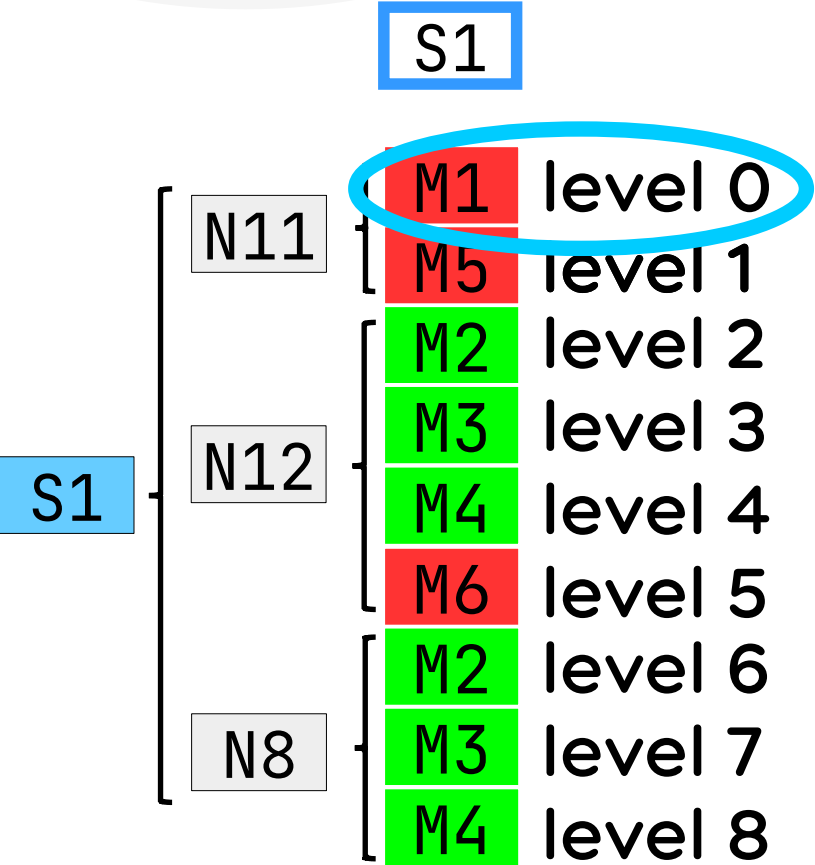 S1
M1 level 0
N11
M5 level 1
M2 level 2
M3 level 3
N12
S1
M4 level 4
M6 level 5
M2 level 6
N8
M3 level 7
M4 level 8